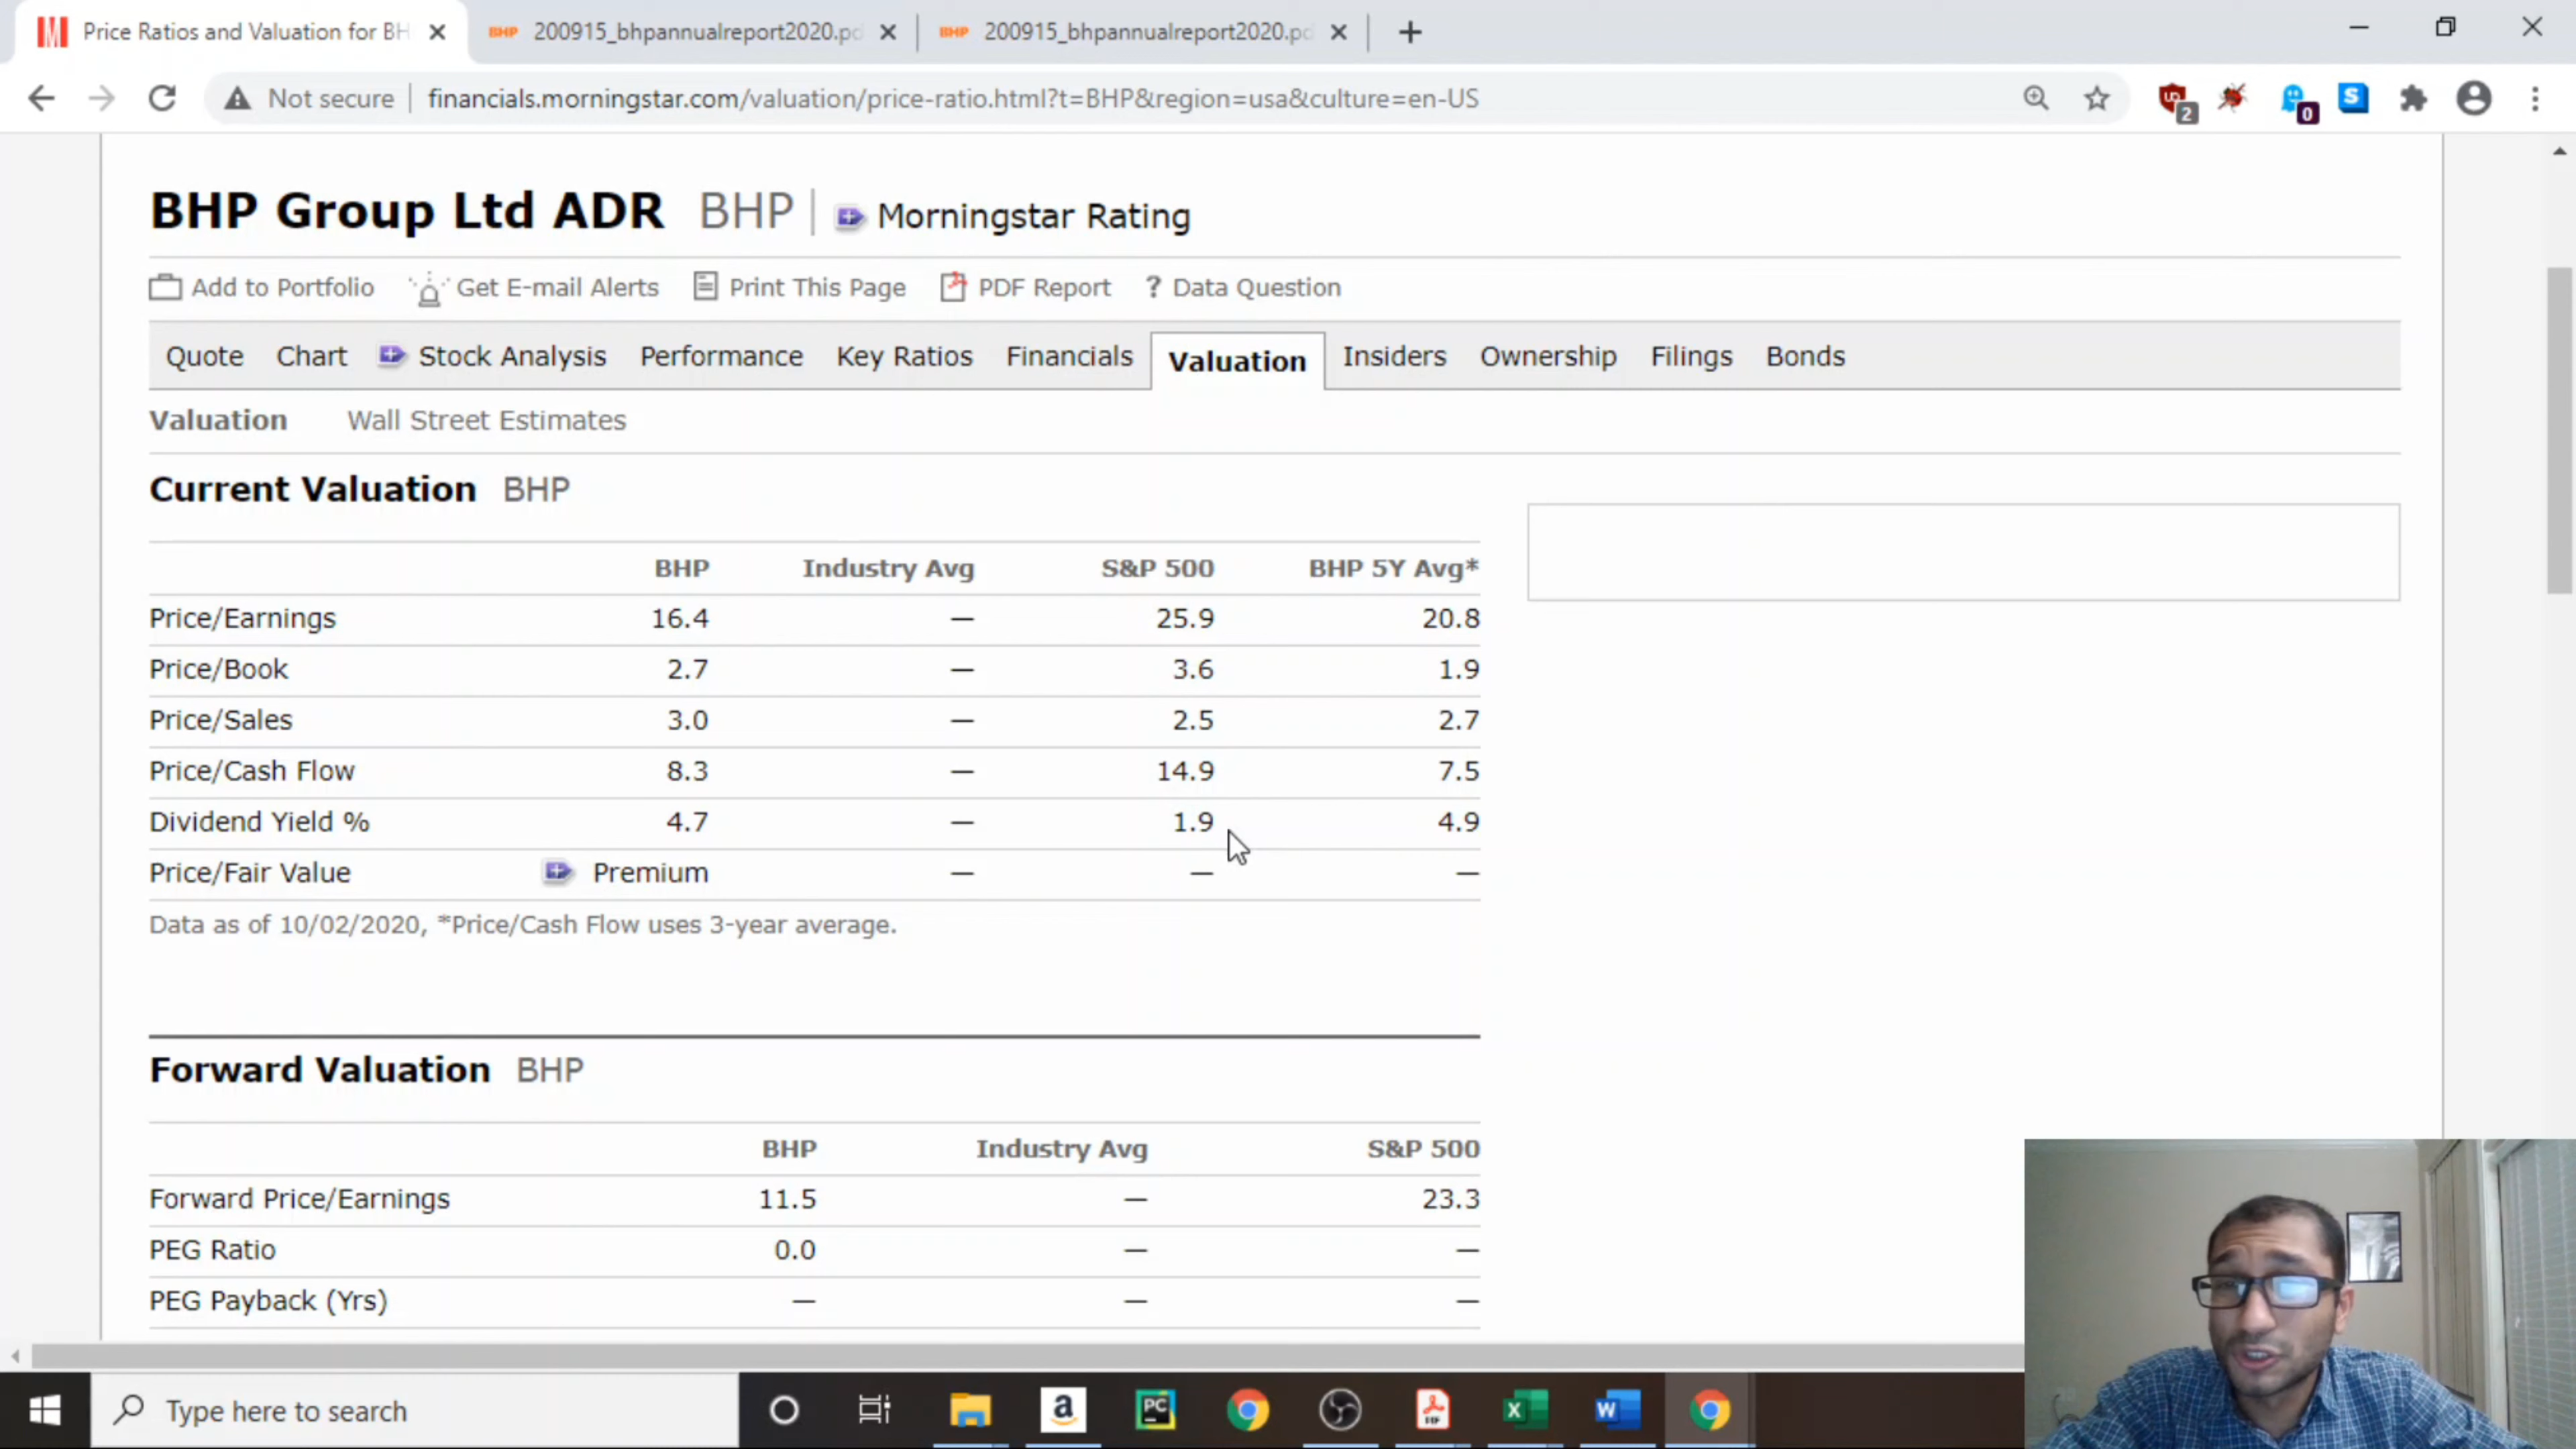 Price Ratios and Valuation for BH
BHP 200915_bhpannualreport2020.pd
BHP 200915_bhpannualreport2020.pd
Not secure financials.morningstar.com/valuation/price-ratio.html?t=BHP&region=usa&culture=en-US 2 0 S
BHP Group Ltd ADR BHP Morningstar Rating
Add to Portfolio Get E-mail Alerts Print This Page PDF Report ? Data Question
Quote Chart Stock Analysis Performance Key Ratios Financials Valuation Insiders Ownership Filings Bonds
Valuation Wall Street Estimates
Current Valuation BHP
BHP Industry Avg S&P 500 BHP 5Y Avg*
Price/Earnings 16.4 — 25.9 20.8
Price/Book 2.7 — 3.6 1.9
Price/Sales 3.0 — 2.5 2.7
Price/Cash Flow 8.3 — 14.9 7.5
Dividend Yield % 4.7 — 1.9 4.9
Price/Fair Value Premium — — —
Data as of 10/02/2020, *Price/Cash Flow uses 3-year average.
Forward Valuation BHP
BHP Industry Avg S&P 500
Forward Price/Earnings 11.5 — 23.3
PEG Ratio 0.0 — —
PEG Payback (Yrs) — — —
Type here to search a PC X W